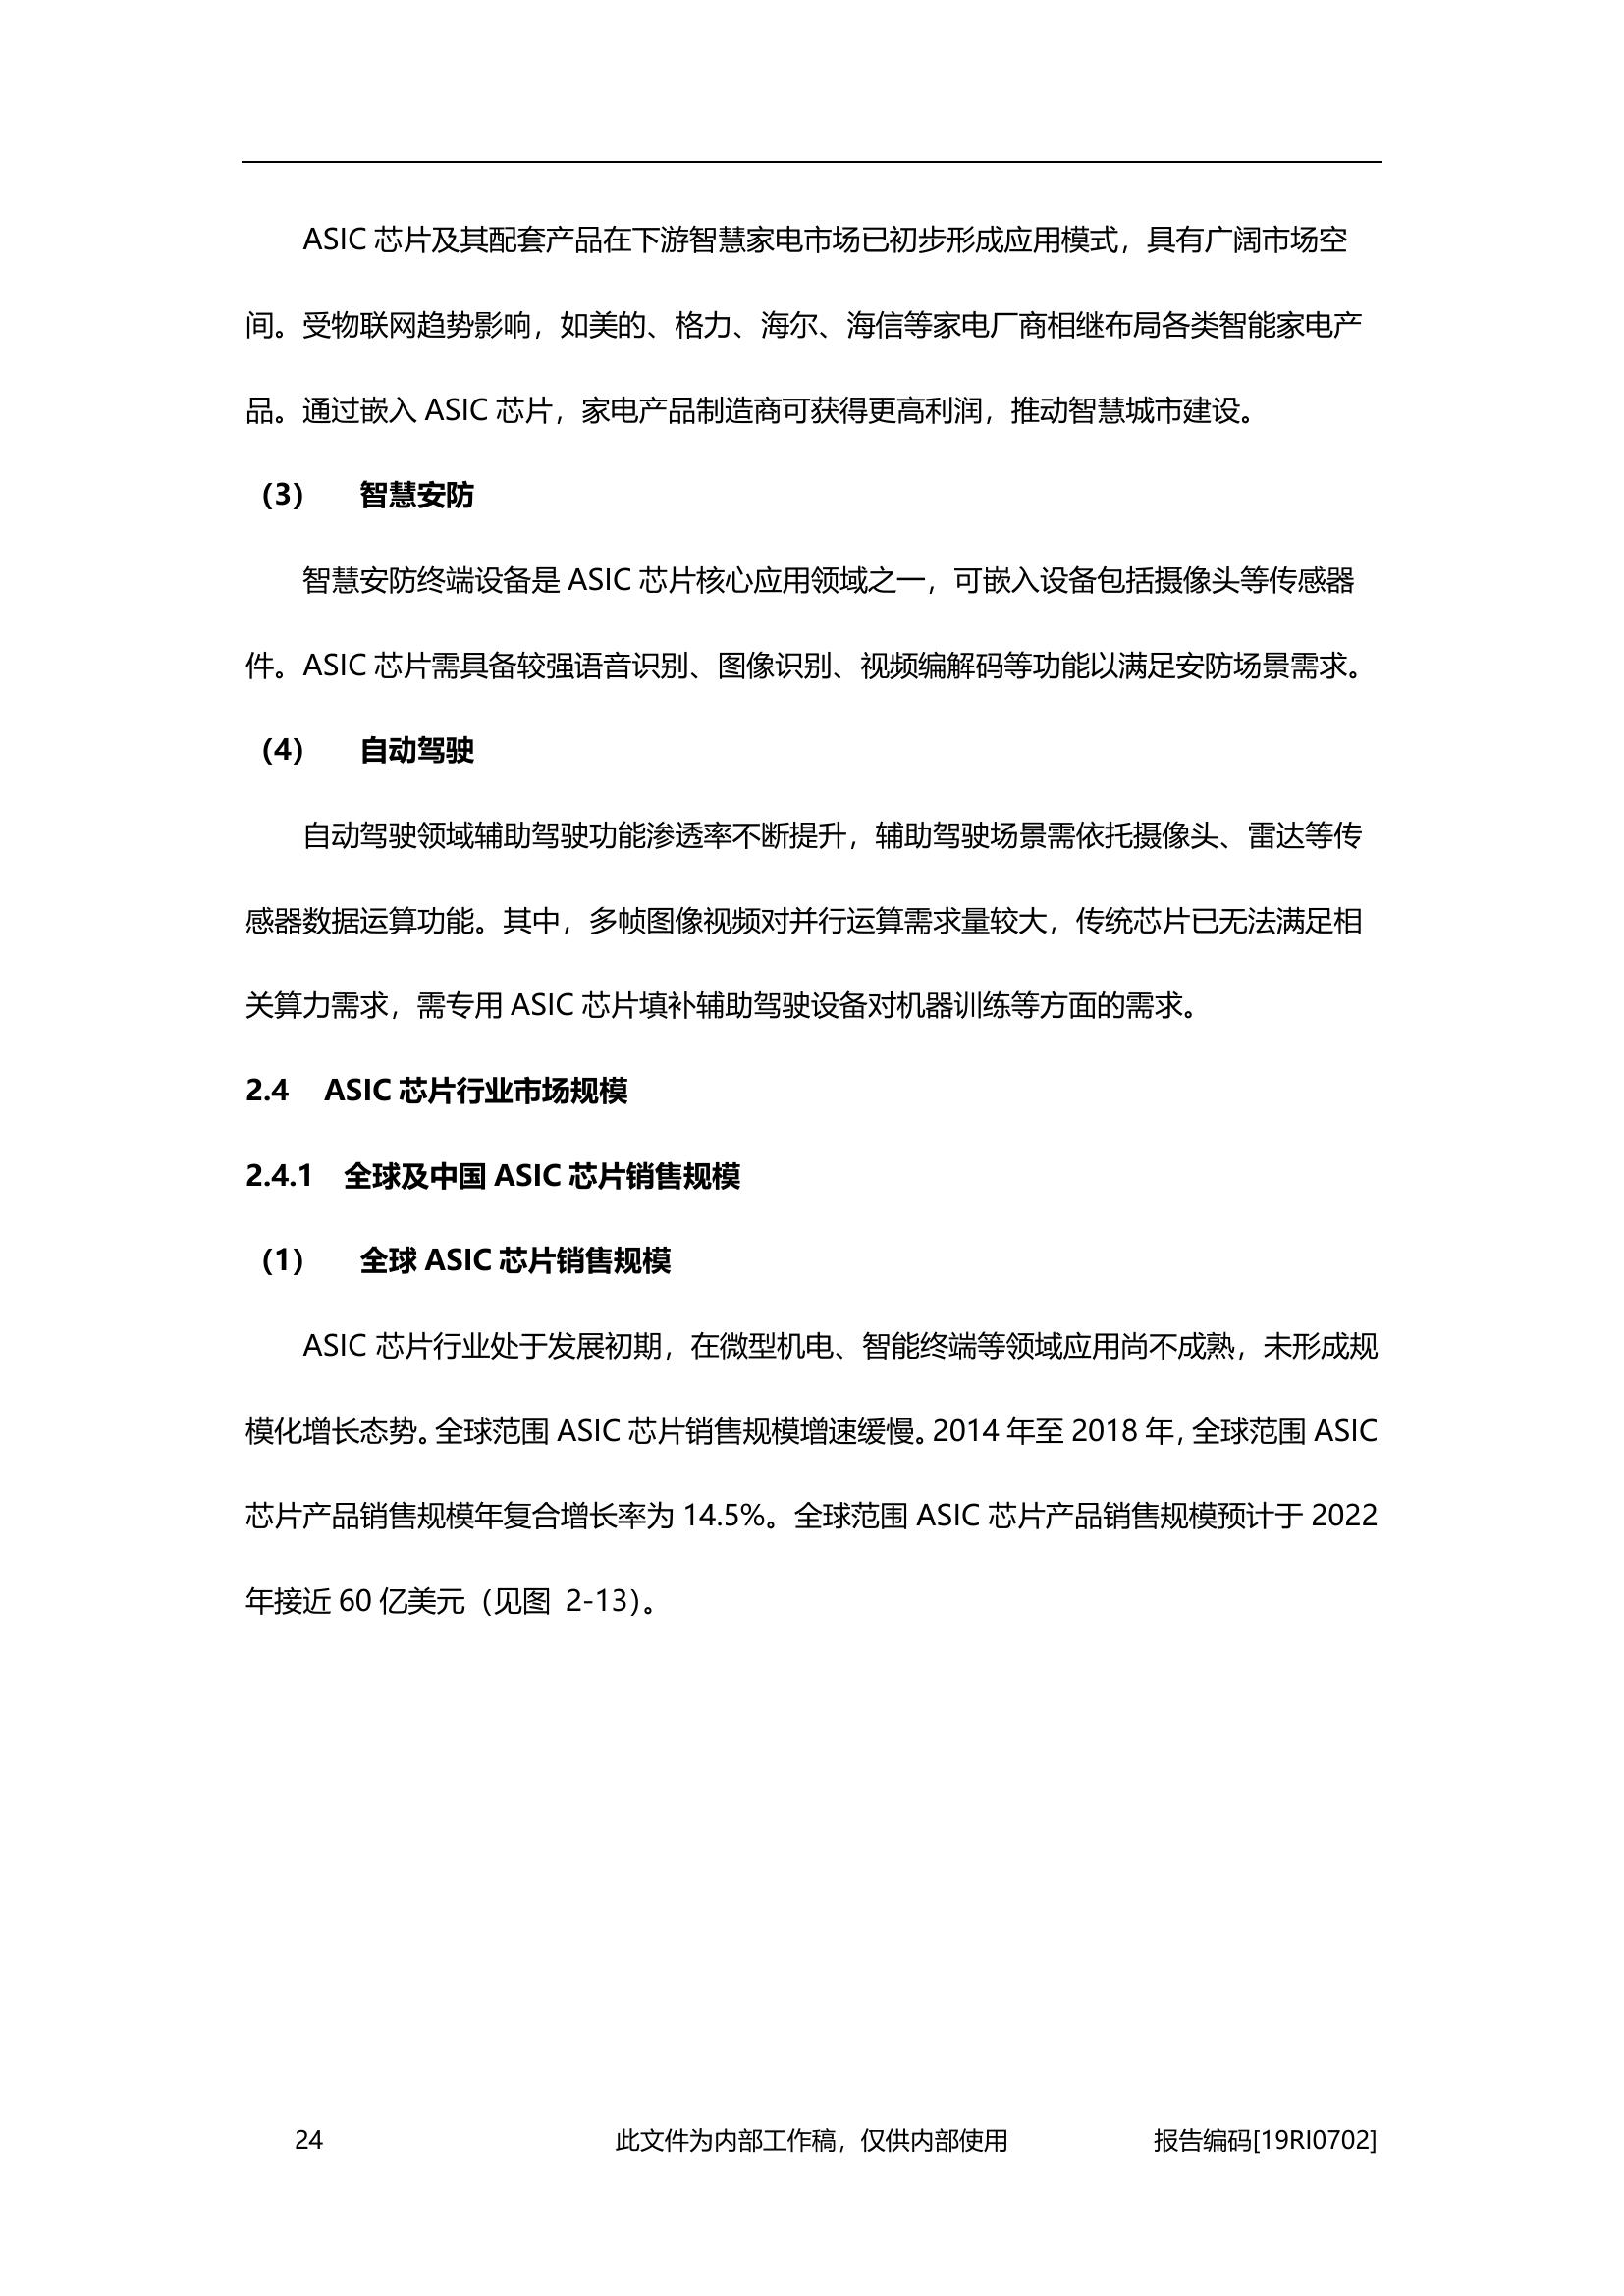 ASIC 芯片及其配套产品在下游智慧家电市场已初步形成应用模式，具有广阔市场空
间。受物联网趋势影响，如美的、格力、海尔、海信等家电厂商相继布局各类智能家电产
品。通过嵌入 ASIC 芯片，家电产品制造商可获得更高利润，推动智慧城市建设。
（3） 智慧安防
智慧安防终端设备是 ASIC 芯片核心应用领域之一，可嵌入设备包括摄像头等传感器
件。ASIC 芯片需具备较强语音识别、图像识别、视频编解码等功能以满足安防场景需求。
（4） 自动驾驶
自动驾驶领域辅助驾驶功能渗透率不断提升，辅助驾驶场景需依托摄像头、雷达等传
感器数据运算功能。其中，多帧图像视频对并行运算需求量较大，传统芯片已无法满足相
关算力需求，需专用 ASIC 芯片填补辅助驾驶设备对机器训练等方面的需求。
2.4 ASIC 芯片行业市场规模
2.4.1 全球及中国 ASIC 芯片销售规模
（1） 全球 ASIC 芯片销售规模
ASIC 芯片行业处于发展初期，在微型机电、智能终端等领域应用尚不成熟，未形成规
模化增长态势。全球范围 ASIC 芯片销售规模增速缓慢。2014 年至 2018 年，全球范围 ASIC
芯片产品销售规模年复合增长率为 14.5%。全球范围 ASIC 芯片产品销售规模预计于 2022
年接近 60 亿美元（见图 2-13）。
24 此文件为内部工作稿，仅供内部使用 报告编码[19RI0702]